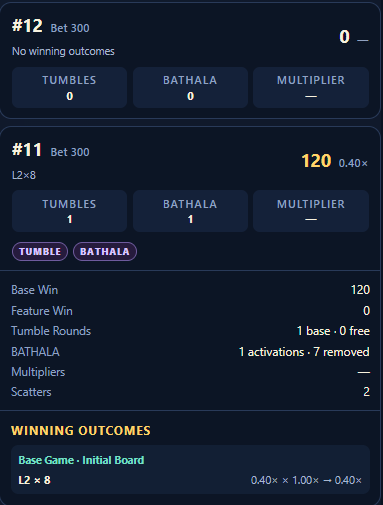 #12 Bet 300
0 —
No winning outcomes
TUMBLES BATHALA MULTIPLIER
0 0 —
#11 Bet 300
120 0.40×
L2×8
TUMBLES BATHALA MULTIPLIER
1 1 —
TUMBLE BATHALA
Base Win 120
Feature Win 0
Tumble Rounds 1 base · 0 free
BATHALA 1 activations · 7 removed
Multipliers —
Scatters 2
WINNING OUTCOMES
Base Game · Initial Board
L2 × 8 0.40× × 1.00× → 0.40×